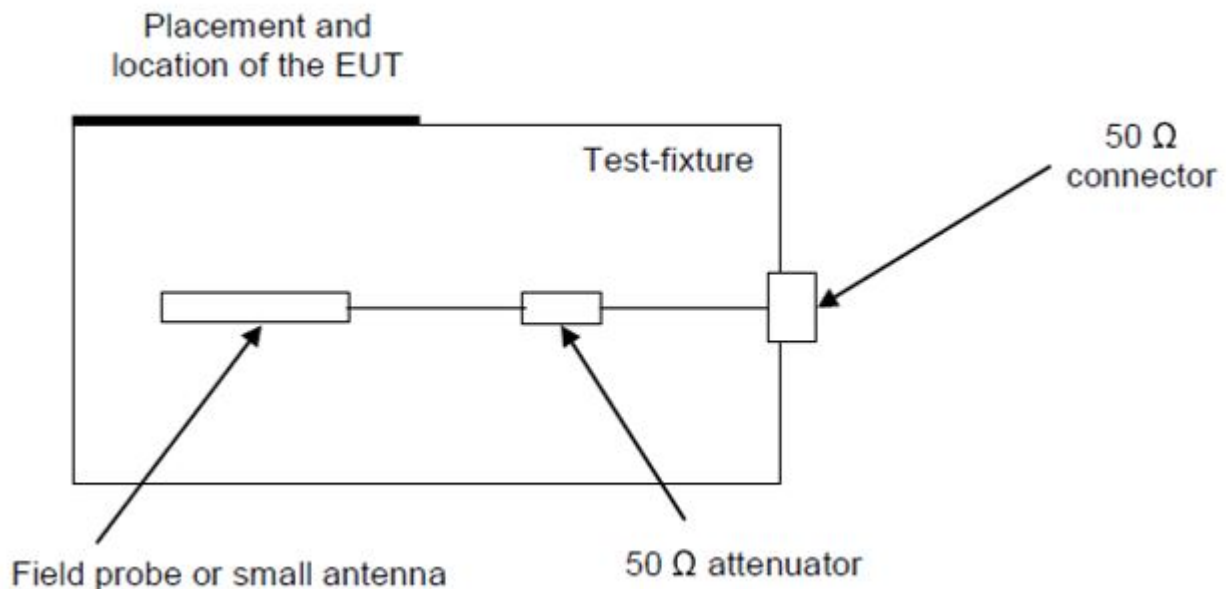 Placement and
location of the EUT
Test-fixture
50 Ω
connector
Field probe or small antenna
50 Ω attenuator